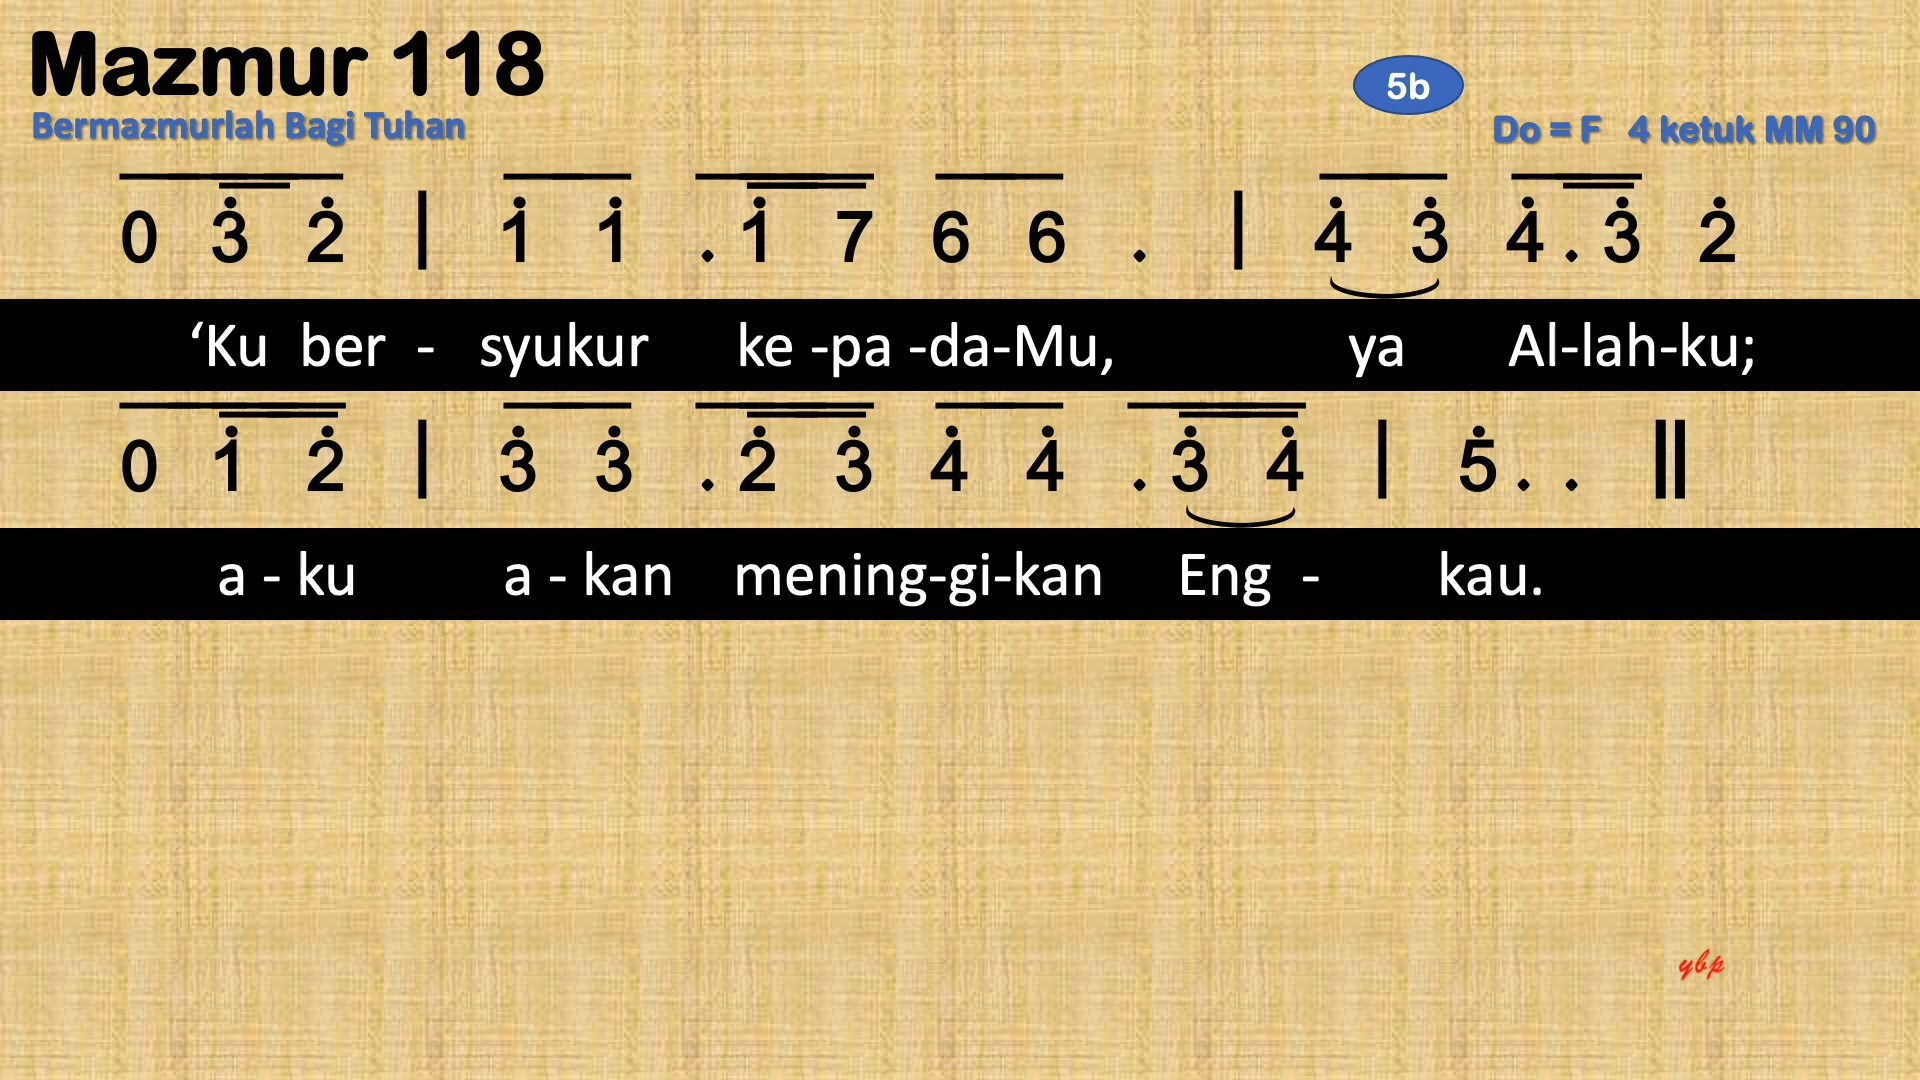 Mazmur 118
5b
Bermazmurlah Bagi Tuhan
Do = F 4 ketuk MM 90
0 3̇ 2̇ | 1̇ 1̇ . 1̇ 7 6 6 . | 4̇ 3̇ 4̇ . 3̇ 2̇
‘Ku ber - syukur ke -pa -da-Mu, ya Al-lah-ku;
0 1̇ 2̇ | 3̇ 3̇ . 2̇ 3̇ 4̇ 4̇ . 3̇ 4̇ | 5̇ . . ||
a - ku a - kan mening-gi-kan Eng - kau.
ybp